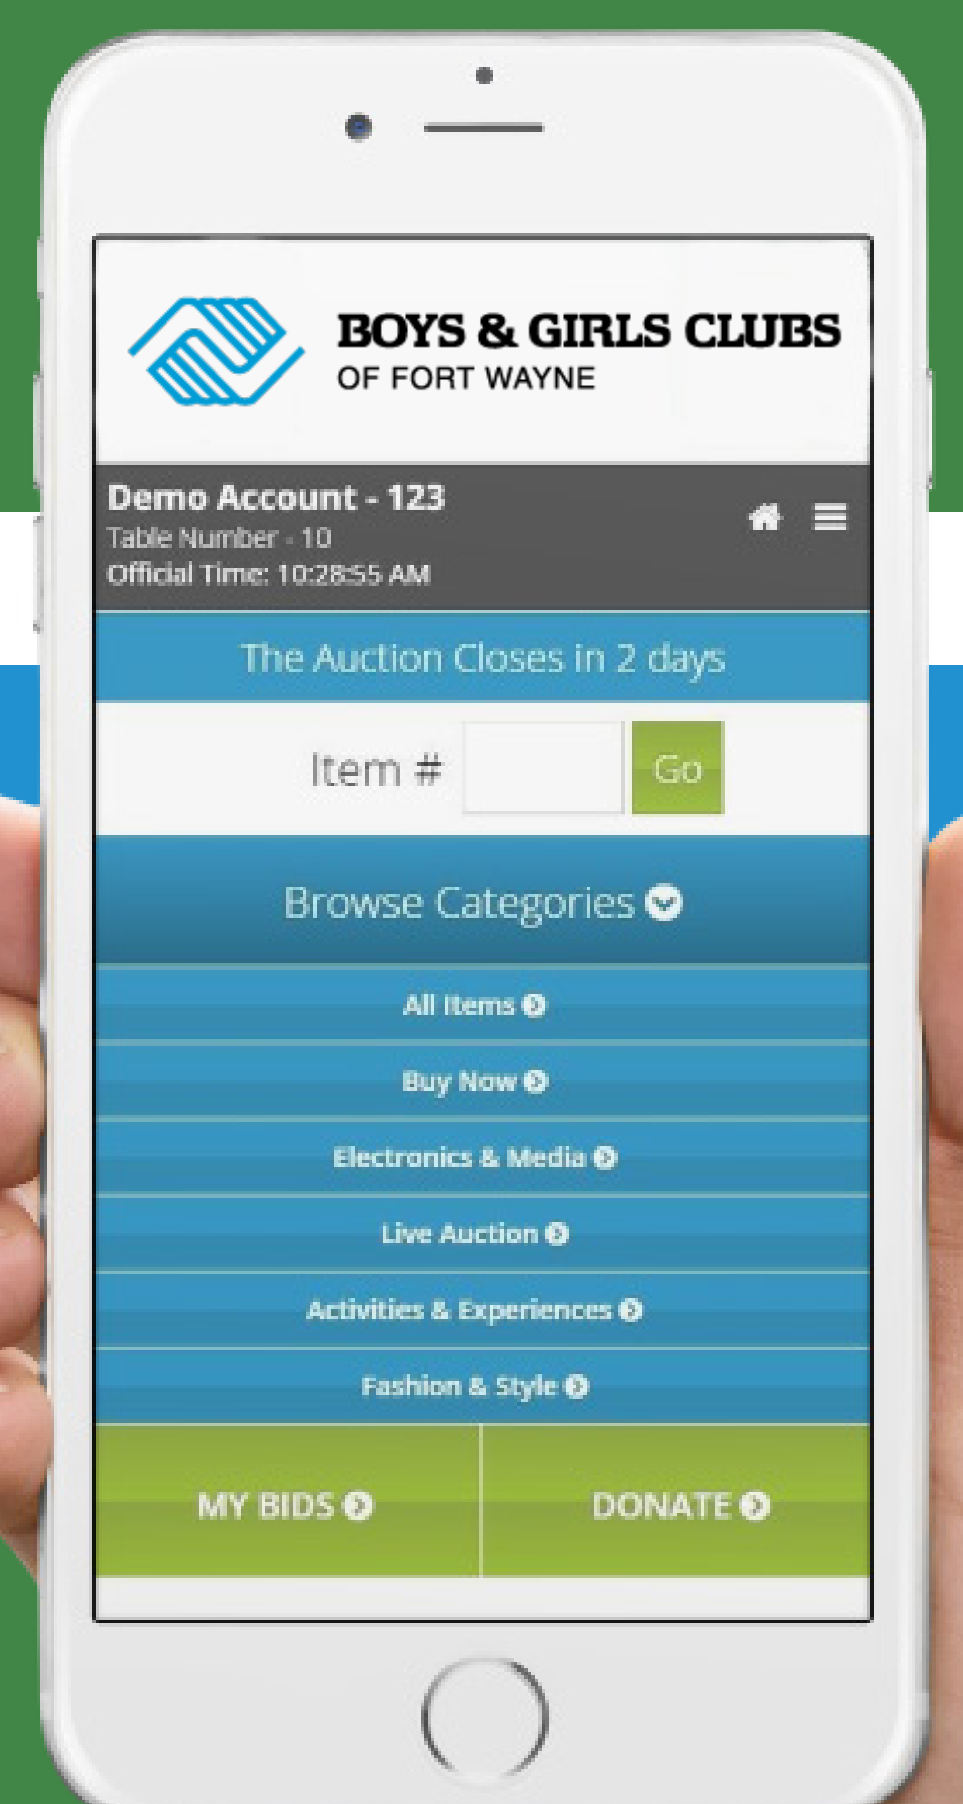 BOYS & GIRLS CLUBS
OF FORT WAYNE
Demo Account - 123
Table Number - 10
Official Time: 10:28:55 AM
The Auction Closes in 2 days
Item #
Go
Browse Categories
All Items
Buy Now
Electronics & Media
Live Auction
Activities & Experiences
Fashion & Style
MY BIDS
DONATE